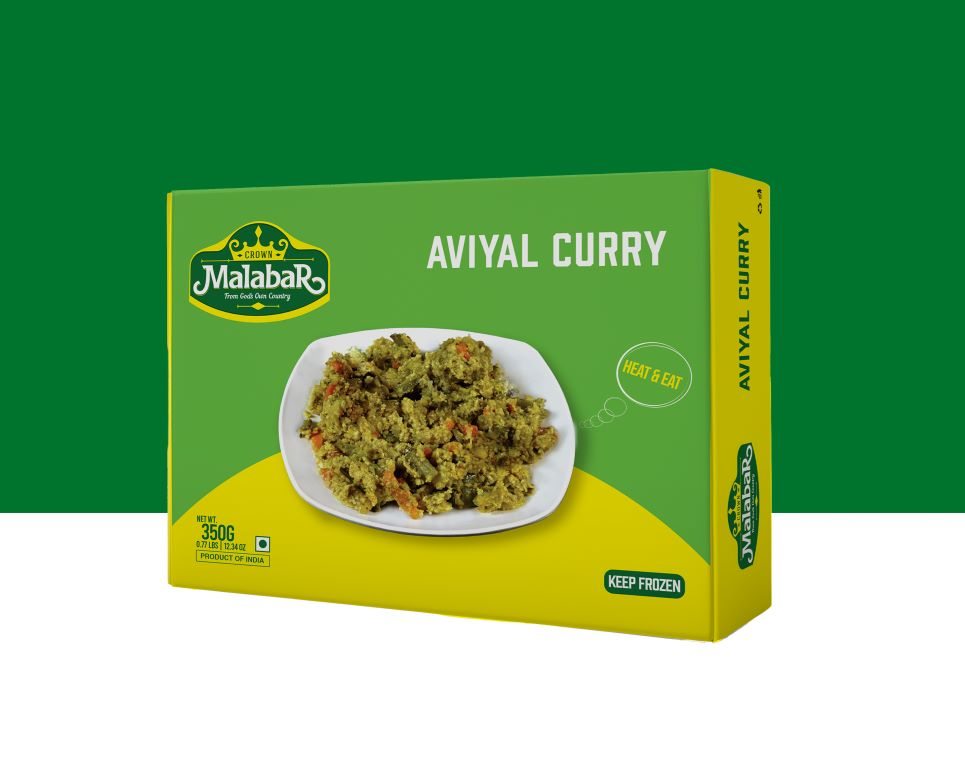 CROWN
MalabaR
From Gods Own Country
AVIYAL CURRY
HEAT & EAT
NET WT.
350G
0.77 LBS | 12.34 OZ
PRODUCT OF INDIA
KEEP FROZEN
AVIYAL CURRY
MalabaR